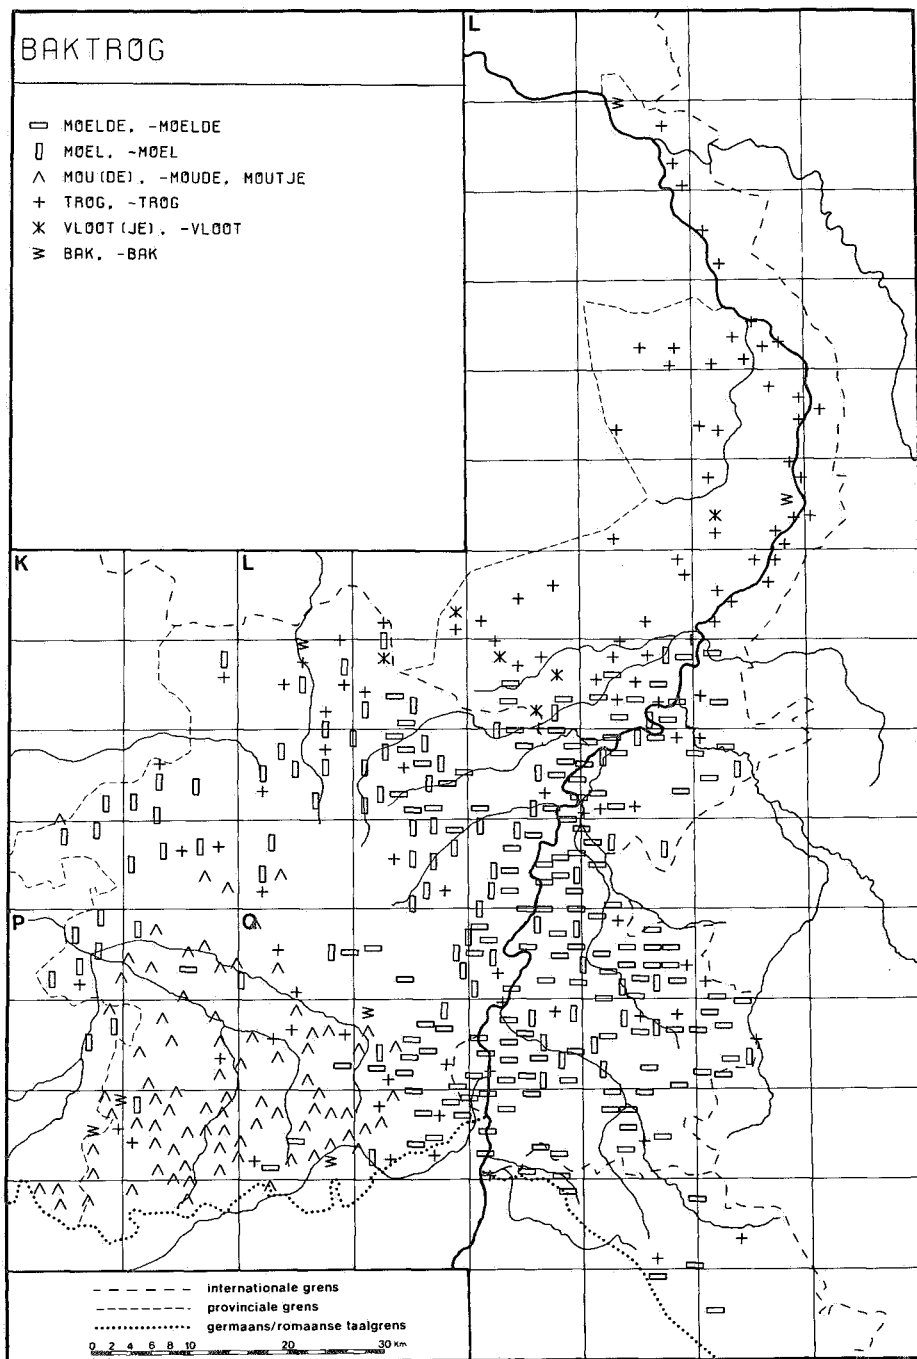 BAKTROG
MOELDE, -MOELDE
MOEL, -MOEL
MOU(DE), -MOUDE, MOUTJE
TROG, -TROG
VLOOT(JE), -VLOOT
BAK, -BAK
L
K L
P Q
internationale grens
provinciale grens
germaans/romaanse taalgrens
0 2 4 6 8 10 20 30 Km